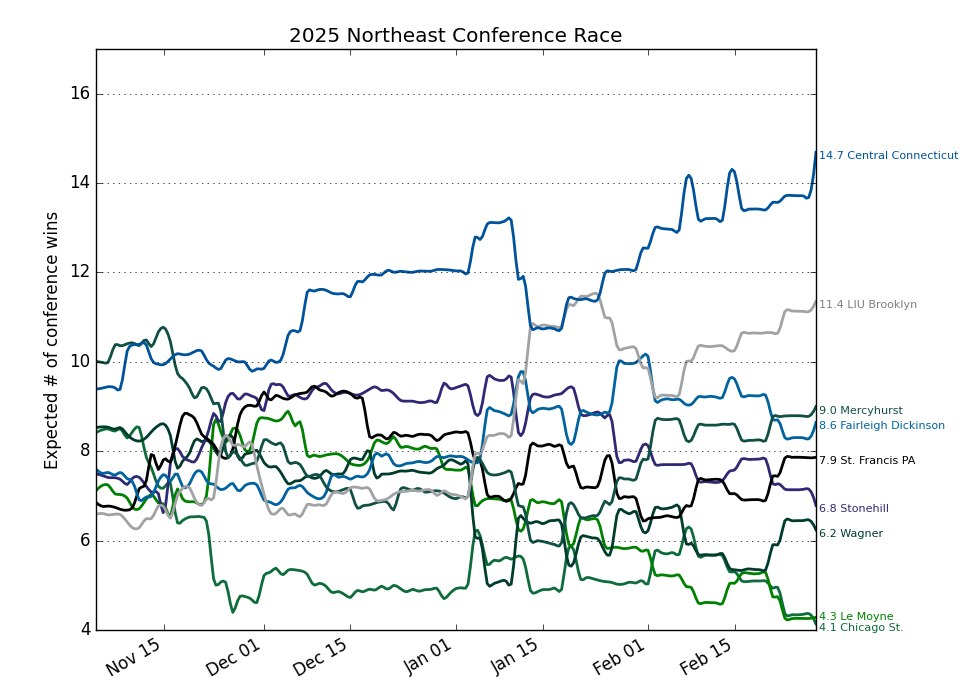 2025 Northeast Conference Race
Expected # of conference wins
16
14
12
10
8
6
4
Nov 15
Dec 01
Dec 15
Jan 01
Jan 15
Feb 01
Feb 15
14.7 Central Connecticut
11.4 LIU Brooklyn
9.0 Mercyhurst
8.6 Fairleigh Dickinson
7.9 St. Francis PA
6.8 Stonehill
6.2 Wagner
4.3 Le Moyne
4.1 Chicago St.